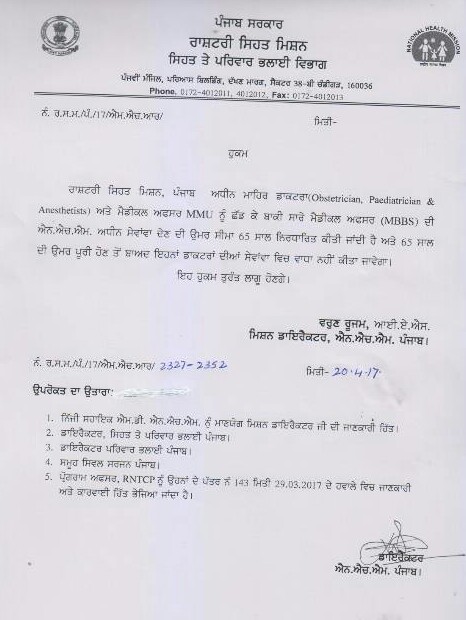 ਪੰਜਾਬ ਸਰਕਾਰ
ਰਾਸ਼ਟਰੀ ਸਿਹਤ ਮਿਸ਼ਨ
ਸਿਹਤ ਤੇ ਪਰਿਵਾਰ ਭਲਾਈ ਵਿਭਾਗ
NATIONAL HEALTH MISSION
ਪੰਜਵੀਂ ਮੰਜਿਲ, ਪਰਿਆਸ ਬਿਲਡਿੰਗ, ਦੱਖਣ ਮਾਰਗ, ਸੈਕਟਰ 38-ਬੀ ਚੰਡੀਗੜ, 160036
Phone, 0172-4012011, 4012012, Fax: 0172-4012013
ਨੰ. ਰ.ਸ.ਮ./ਪੰ./17/ਐਮ.ਐਚ.ਆਰ/ ਮਿਤੀ-
ਹੁਕਮ
ਰਾਸ਼ਟਰੀ ਸਿਹਤ ਮਿਸ਼ਨ, ਪੰਜਾਬ ਅਧੀਨ ਮਾਹਿਰ ਡਾਕਟਰਾ(Obstetrician, Paediatrician &
Anesthetists) ਅਤੇ ਮੈਡੀਕਲ ਅਫਸਰ MMU ਨੂੰ ਛੱਡ ਕੇ ਬਾਕੀ ਸਾਰੇ ਮੈਡੀਕਲ ਅਫਸਰ (MBBS) ਦੀ
ਐਨ.ਐਚ.ਐਮ. ਅਧੀਨ ਸੇਵਾਂਵਾ ਦੇਣ ਦੀ ਉਮਰ ਸੀਮਾ 65 ਸਾਲ ਨਿਰਧਾਰਿਤ ਕੀਤੀ ਜਾਂਦੀ ਹੈ ਅਤੇ 65 ਸਾਲ
ਦੀ ਉਮਰ ਪੂਰੀ ਹੋਣ ਤੋਂ ਬਾਅਦ ਇਹਨਾਂ ਡਾਕਟਰਾਂ ਦੀਆਂ ਸੇਵਾਂਵਾ ਵਿਚ ਵਾਧਾ ਨਹੀਂ ਕੀਤਾ ਜਾਵੇਗਾ।
ਇਹ ਹੁਕਮ ਤੁਰੰਤ ਲਾਗੂ ਹੋਣਗੇ।
ਵਰੁਣ ਰੂਜਮ, ਆਈ.ਏ.ਐਸ.
ਮਿਸ਼ਨ ਡਾਇਰੈਕਟਰ, ਐਨ.ਐਚ.ਐਮ. ਪੰਜਾਬ।
ਨੰ. ਰ.ਸ.ਮ./ਪੰ./17/ਐਮ.ਐਚ.ਆਰ/ 2327-2352 ਮਿਤੀ- 20.4.17.
ਉਪਰੋਕਤ ਦਾ ਉਤਾਰਾ:
1. ਨਿੱਜੀ ਸਹਾਇਕ ਐਮ.ਡੀ. ਐਨ.ਐਚ.ਐਮ. ਨੂੰ ਮਾਣਯੋਗ ਮਿਸ਼ਨ ਡਾਇਰੈਕਟਰ ਜੀ ਦੀ ਜਾਣਕਾਰੀ ਹਿੱਤ।
2. ਡਾਇਰੈਕਟਰ, ਸਿਹਤ ਤੇ ਪਰਿਵਾਰ ਭਲਾਈ ਪੰਜਾਬ।
3. ਡਾਇਰੈਕਟਰ ਪਰਿਵਾਰ ਭਲਾਈ ਪੰਜਾਬ।
4. ਸਮੂਹ ਸਿਵਲ ਸਰਜਨ ਪੰਜਾਬ।
5. ਪ੍ਰੋਗਰਾਮ ਅਫਸਰ, RNTCP ਨੂੰ ਉਹਨਾਂ ਦੇ ਪੱਤਰ ਨੰ 143 ਮਿਤੀ 29.03.2017 ਦੇ ਹਵਾਲੇ ਵਿਚ ਜਾਣਕਾਰੀ
ਅਤੇ ਕਾਰਵਾਈ ਹਿੱਤ ਭੇਜਿਆ ਜਾਂਦਾ ਹੈ।
ਡਾਇਰੈਕਟਰ
ਐਨ.ਐਚ.ਐਮ. ਪੰਜਾਬ।